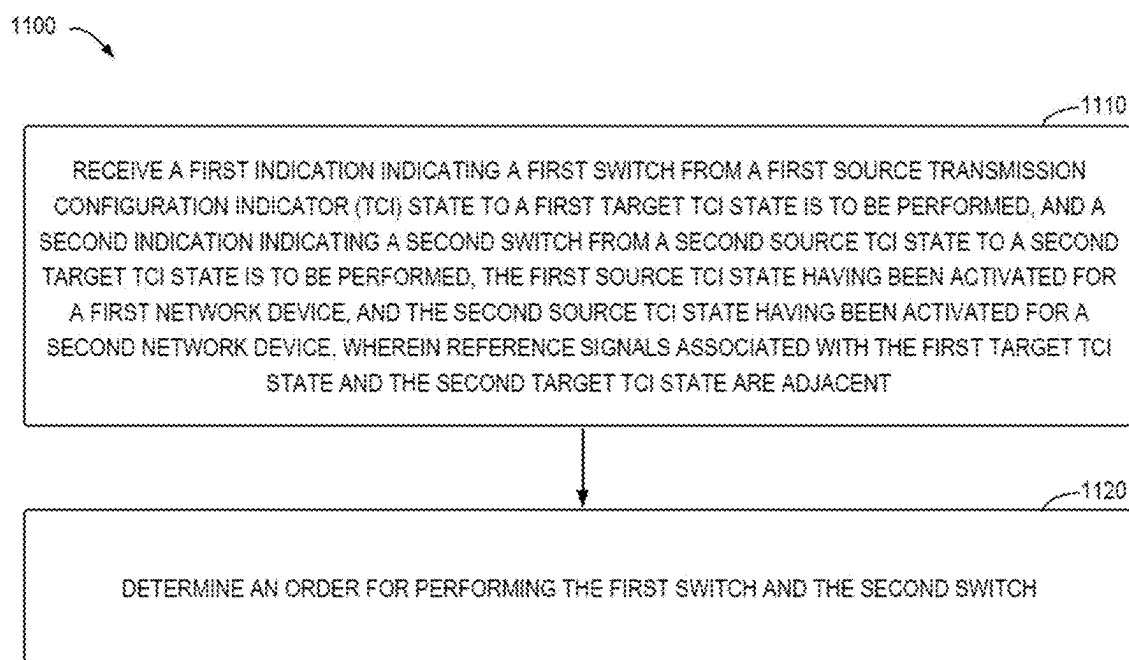 1100
1110
RECEIVE A FIRST INDICATION INDICATING A FIRST SWITCH FROM A FIRST SOURCE TRANSMISSION
CONFIGURATION INDICATOR (TCI) STATE TO A FIRST TARGET TCI STATE IS TO BE PERFORMED, AND A
SECOND INDICATION INDICATING A SECOND SWITCH FROM A SECOND SOURCE TCI STATE TO A SECOND
TARGET TCI STATE IS TO BE PERFORMED, THE FIRST SOURCE TCI STATE HAVING BEEN ACTIVATED FOR
A FIRST NETWORK DEVICE, AND THE SECOND SOURCE TCI STATE HAVING BEEN ACTIVATED FOR A
SECOND NETWORK DEVICE, WHEREIN REFERENCE SIGNALS ASSOCIATED WITH THE FIRST TARGET TCI
STATE AND THE SECOND TARGET TCI STATE ARE ADJACENT
1120
DETERMINE AN ORDER FOR PERFORMING THE FIRST SWITCH AND THE SECOND SWITCH